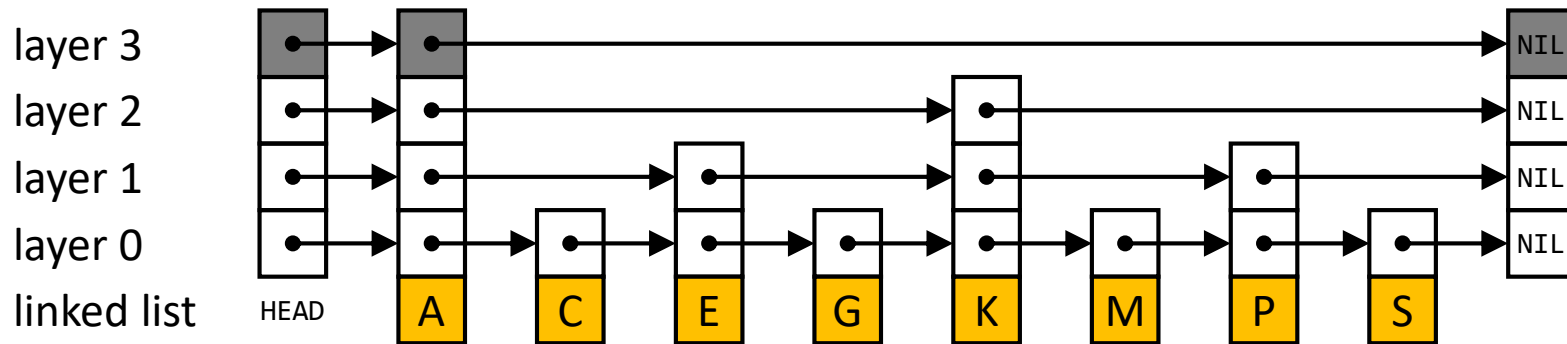 layer 3 NIL
layer 2 NIL
layer 1 NIL
layer 0 NIL
linked list HEAD A C E G K M P S